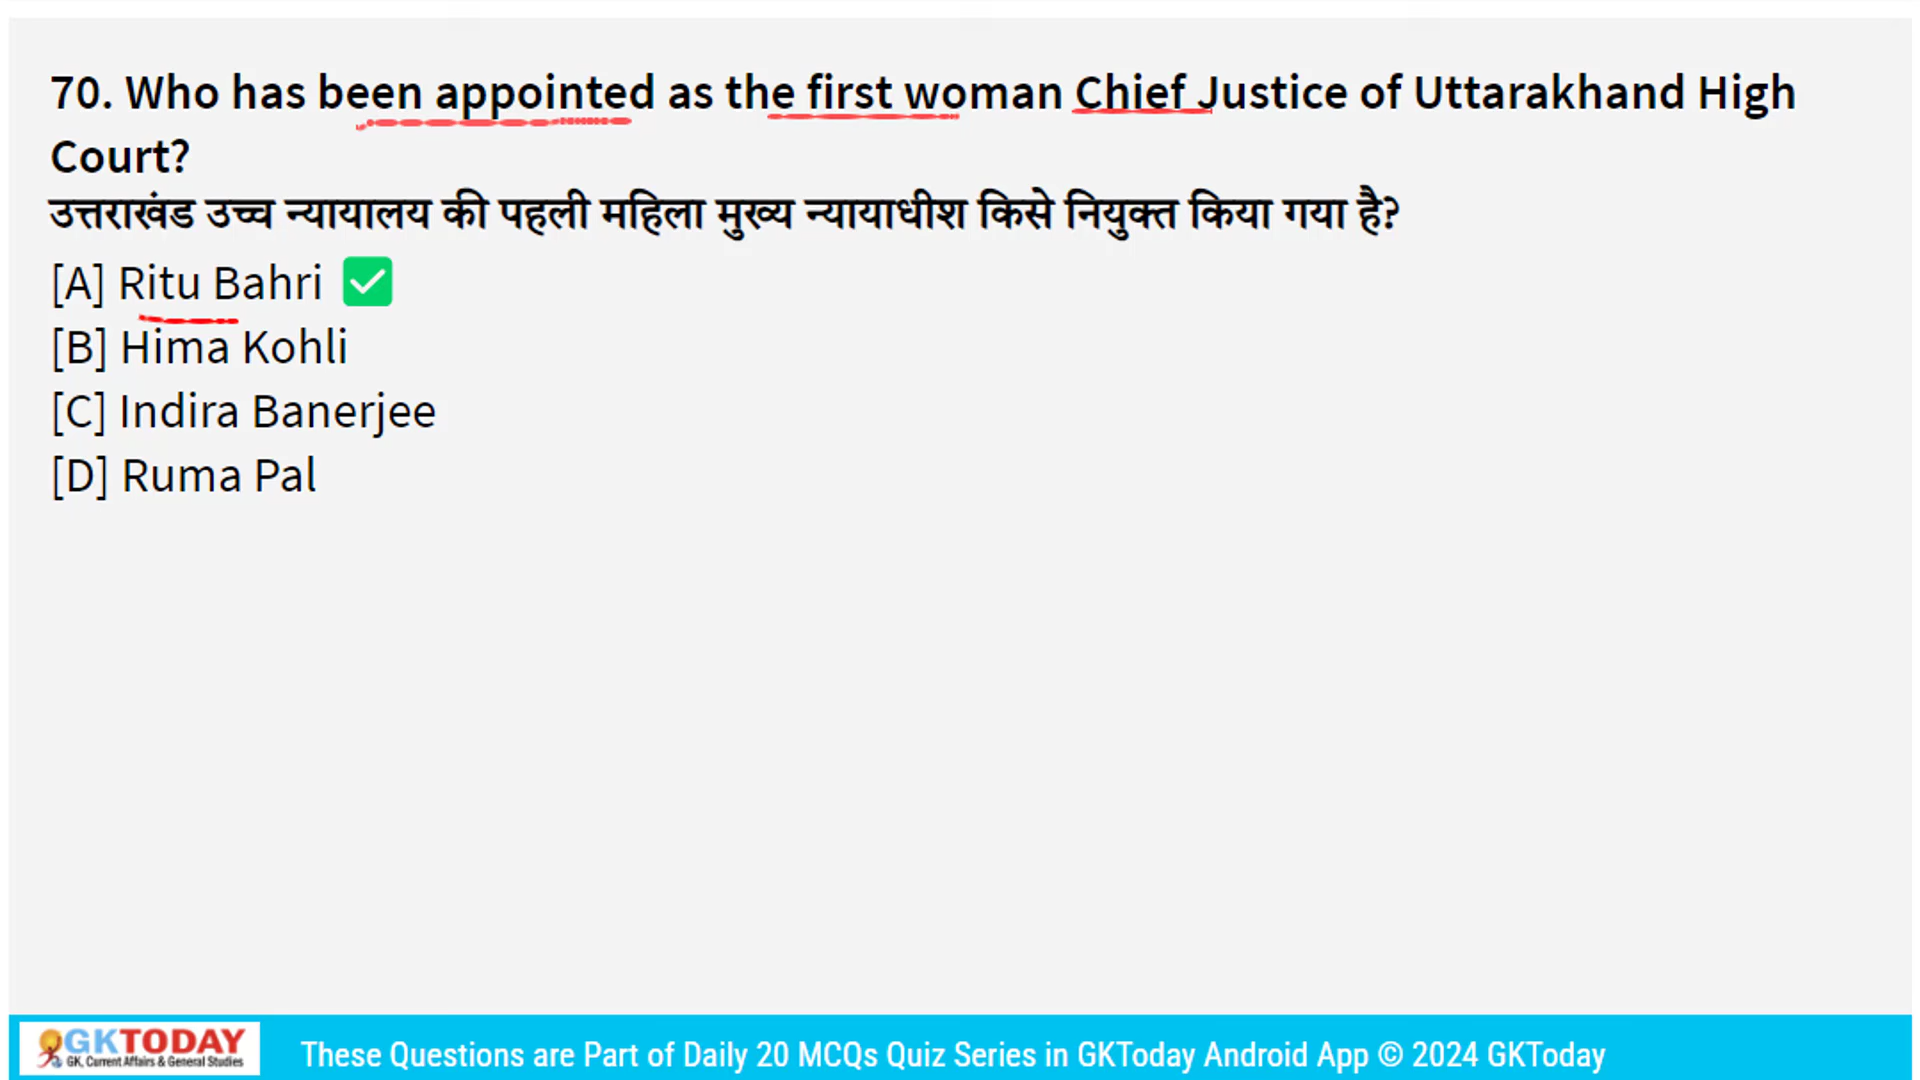 70. Who has been appointed as the first woman Chief Justice of Uttarakhand High
Court?
उत्तराखंड उच्च न्यायालय की पहली महिला मुख्य न्यायाधीश किसे नियुक्त किया गया है?
[A] Ritu Bahri ✅
[B] Hima Kohli
[C] Indira Banerjee
[D] Ruma Pal
GKTODAY
GK, Current Affairs & General Studies
These Questions are Part of Daily 20 MCQs Quiz Series in GKToday Android App © 2024 GKToday